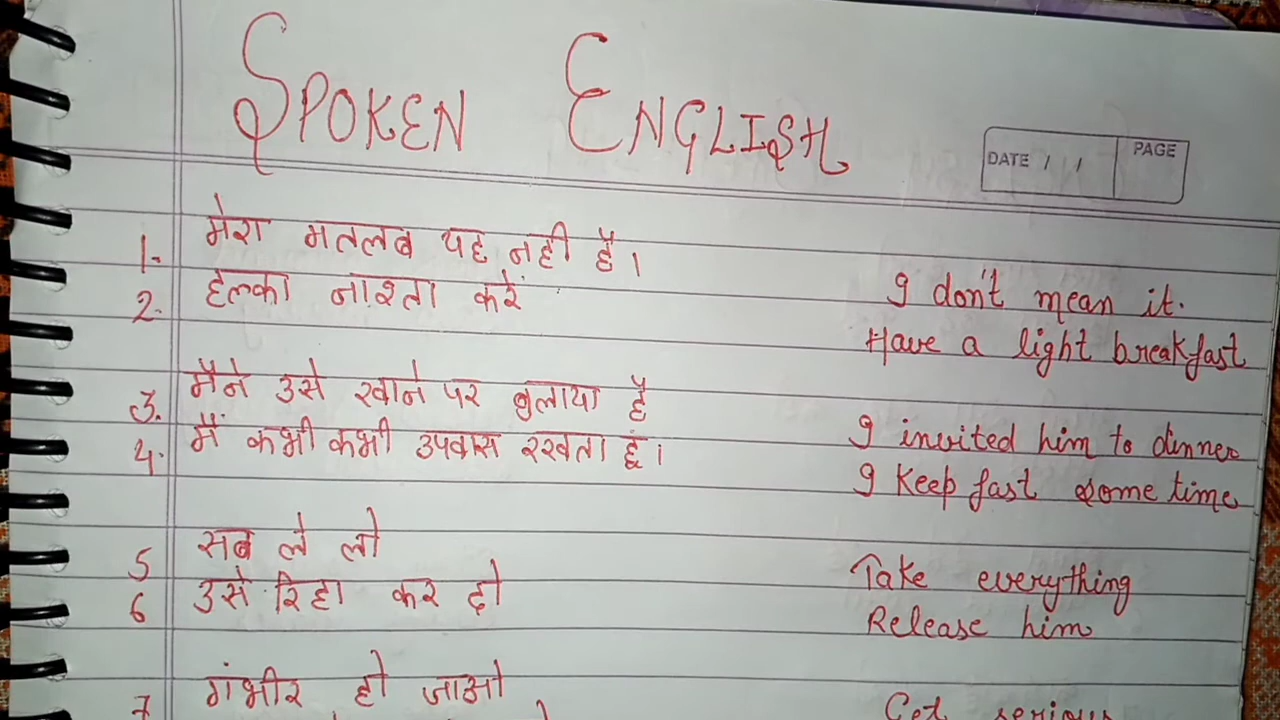 SPOKEN ENGLISH
DATE / / PAGE
1. मेरा मतलब यह नही है। I don't mean it.
2. हल्का नाश्ता करें Have a light breakfast
3. मैने उसे खाने पर बुलाया है I invited him to dinner
4. मैं कभी कभी उपवास रखता हूं। I keep fast some time
5 सब ले लो Take everything
6 उसे रिहा कर दो Release him
7 गंभीर हो जाओ Get serious